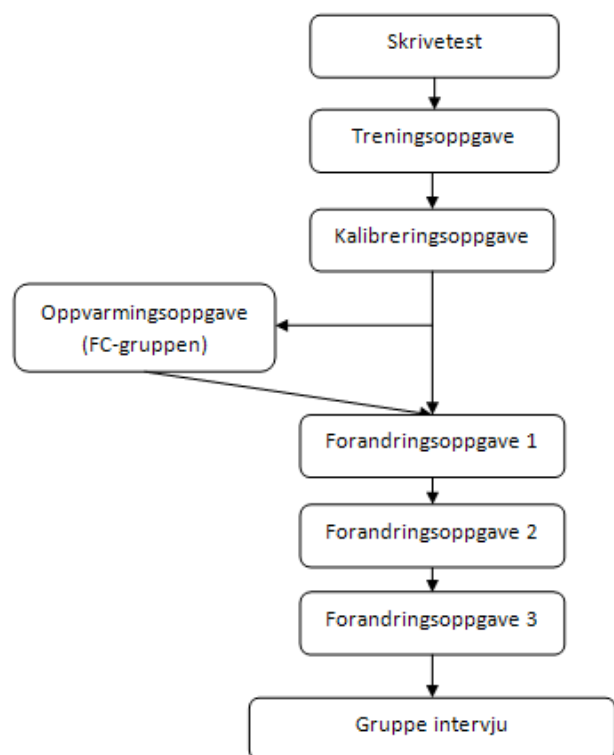 Skrivetest
Treningsoppgave
Kalibreringsoppgave
Oppvarmingsoppgave
(FC-gruppen)
Forandringsoppgave 1
Forandringsoppgave 2
Forandringsoppgave 3
Gruppe intervju